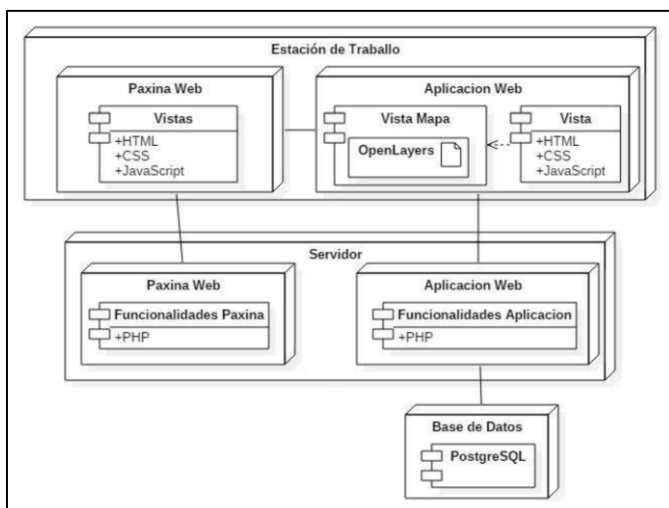 Estación de Traballo
Paxina Web
Vistas
+HTML
+CSS
+JavaScript
Aplicacion Web
Vista Mapa
OpenLayers
Vista
+HTML
+CSS
+JavaScript
Servidor
Paxina Web
Funcionalidades Paxina
+PHP
Aplicacion Web
Funcionalidades Aplicacion
+PHP
Base de Datos
PostgreSQL